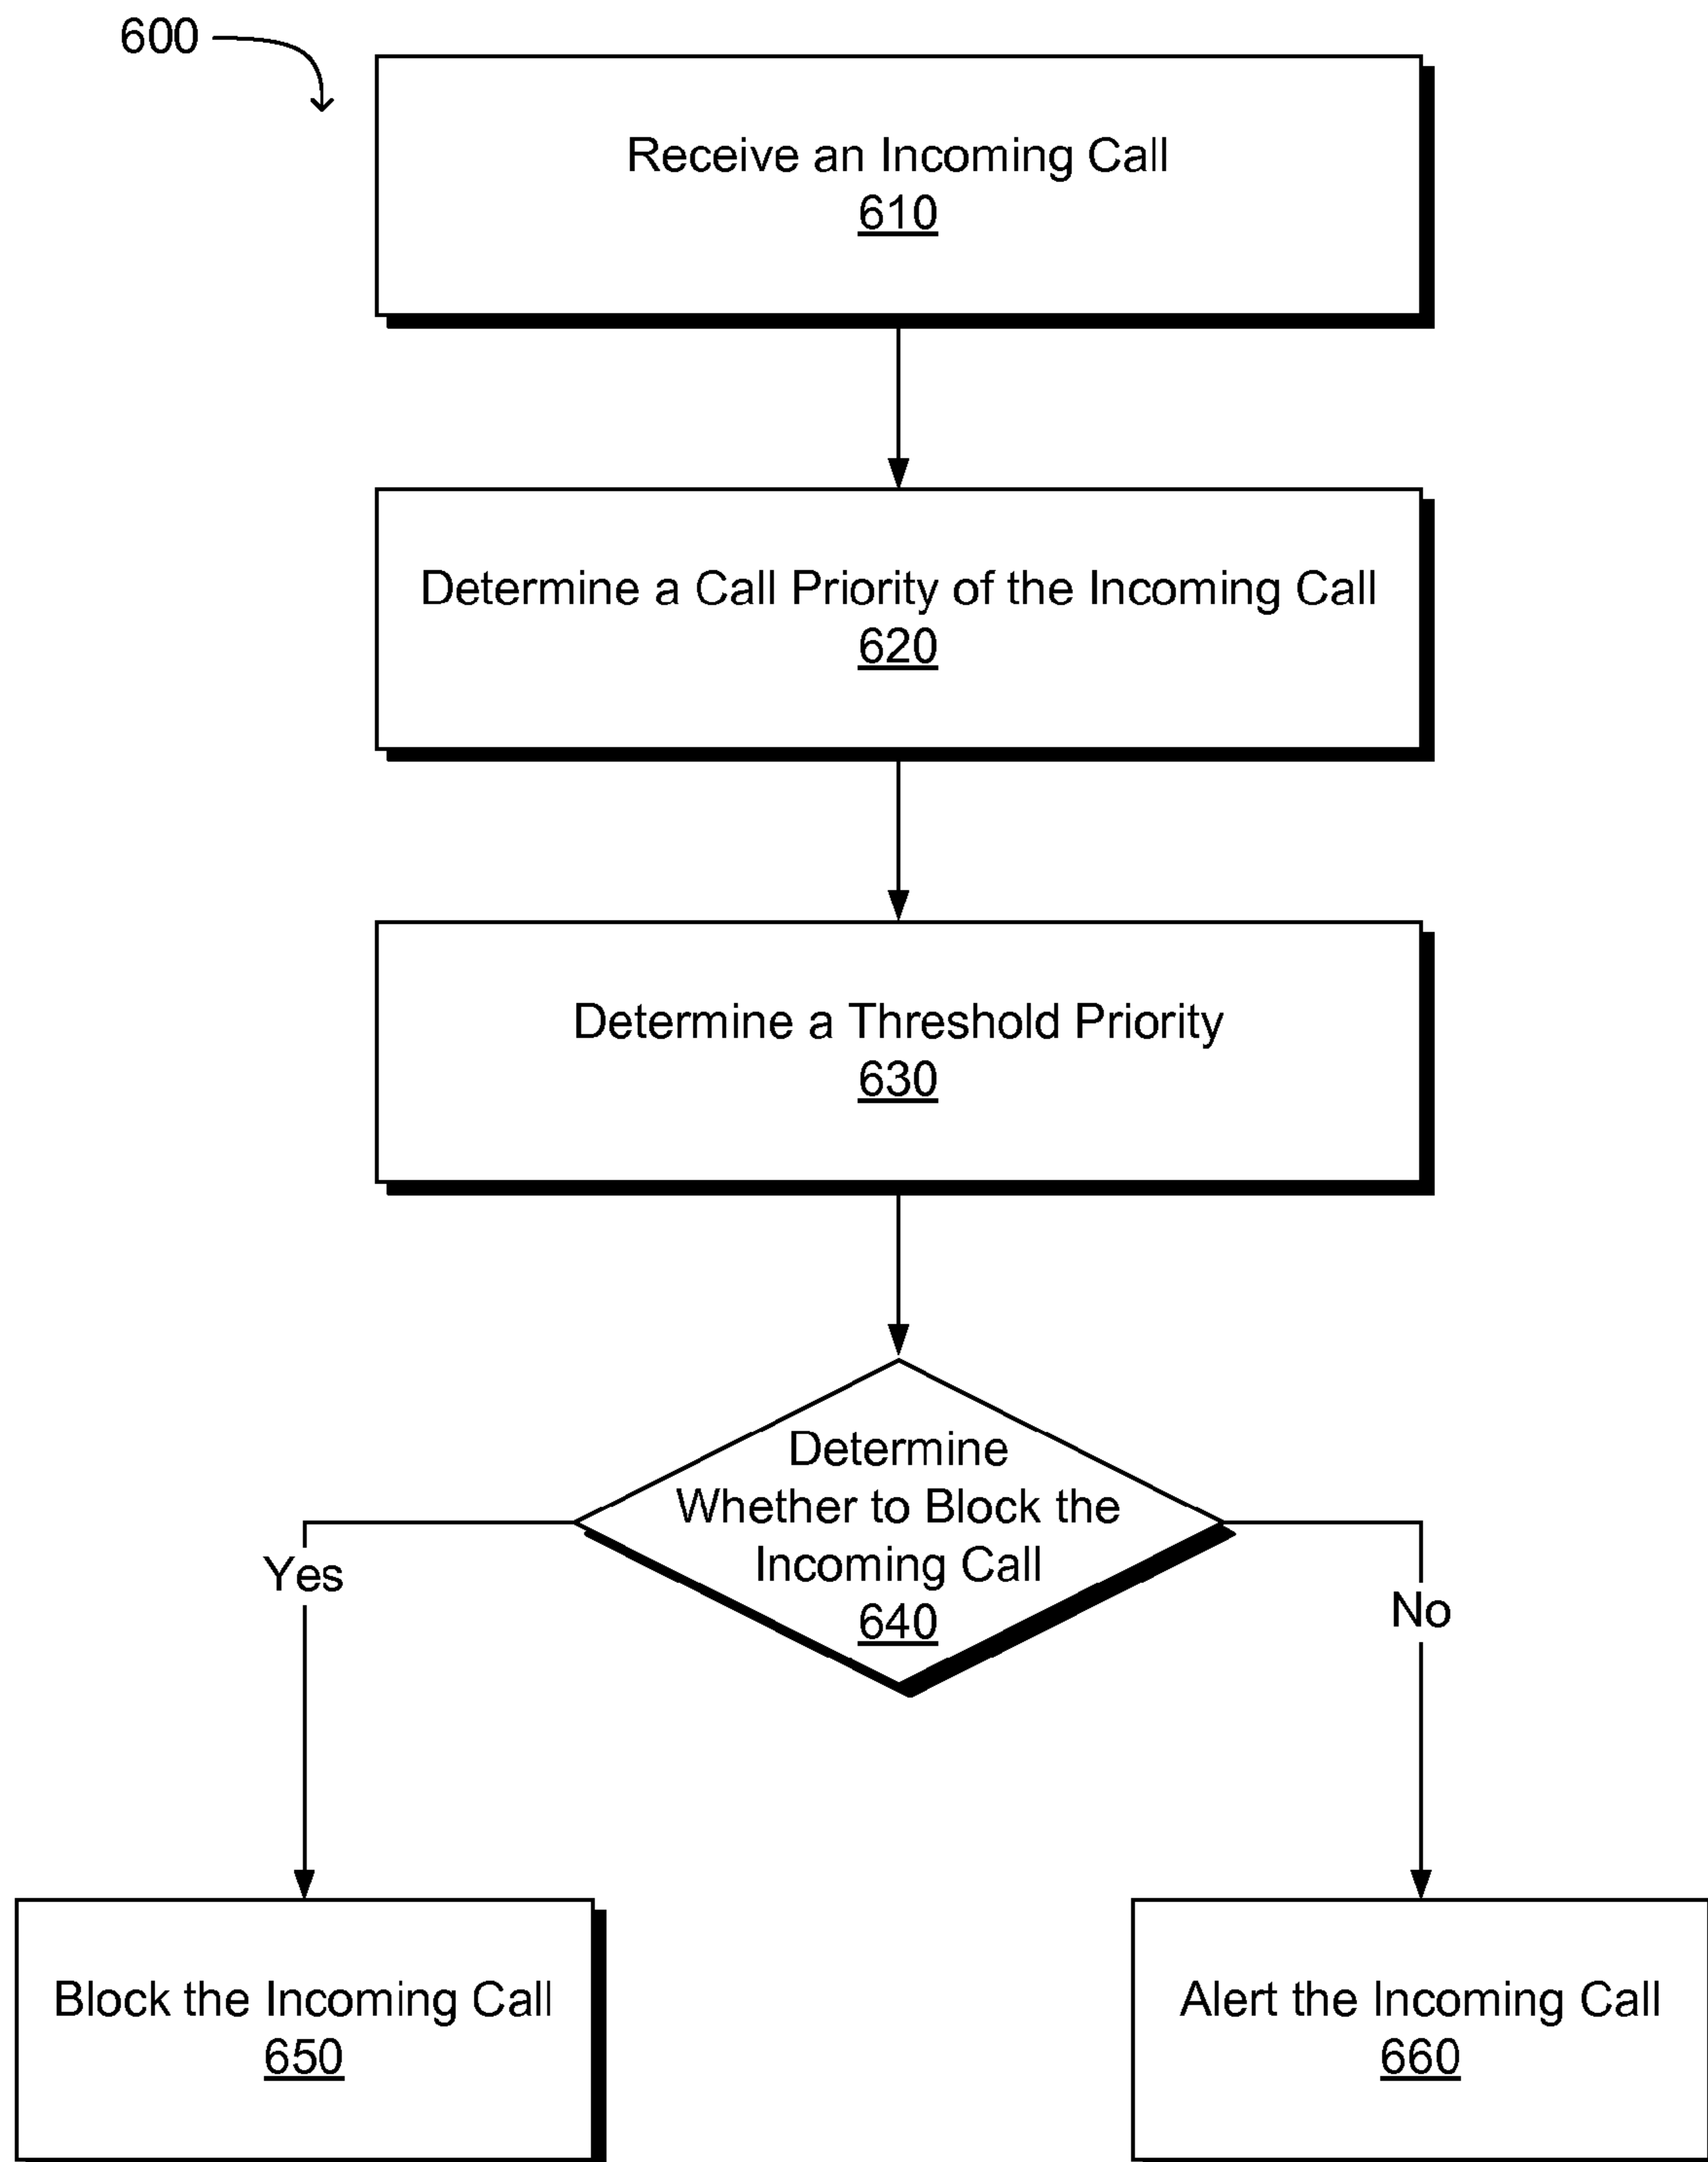 600
Receive an Incoming Call
610
Determine a Call Priority of the Incoming Call
620
Determine a Threshold Priority
630
Determine
Whether to Block the
Incoming Call
640
Yes
No
Block the Incoming Call
650
Alert the Incoming Call
660